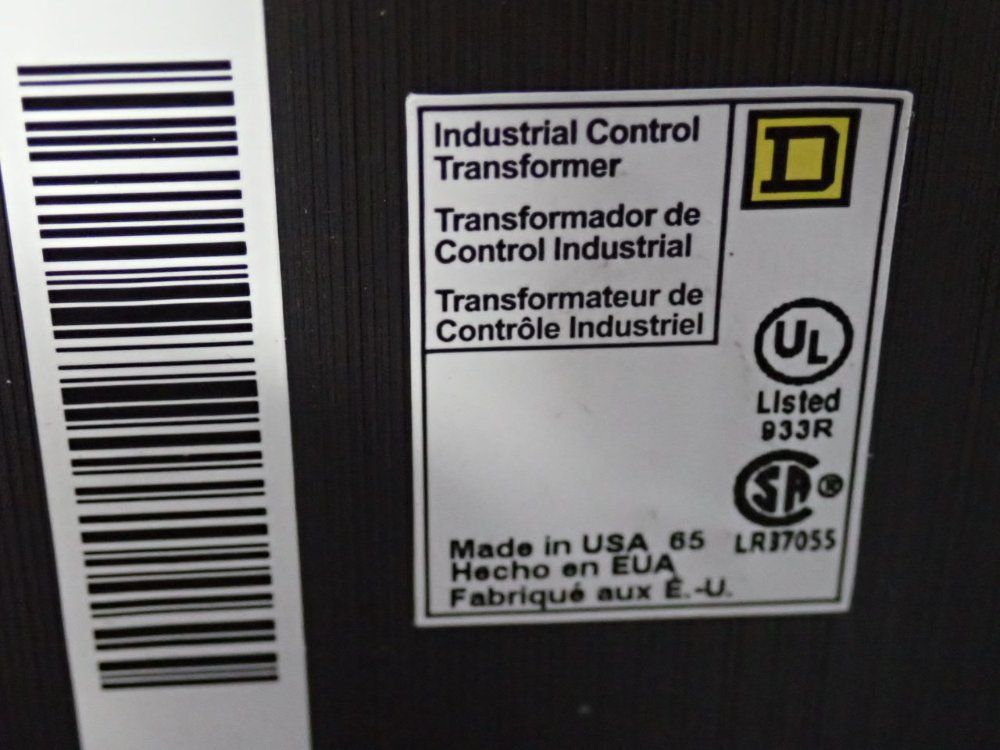 Industrial Control
Transformer
Transformador de
Control Industrial
Transformateur de
Contrôle Industriel
D
UL
Listed
933R
SA ®
LR37055
Made in USA 65
Hecho en EUA
Fabriqué aux É.-U.